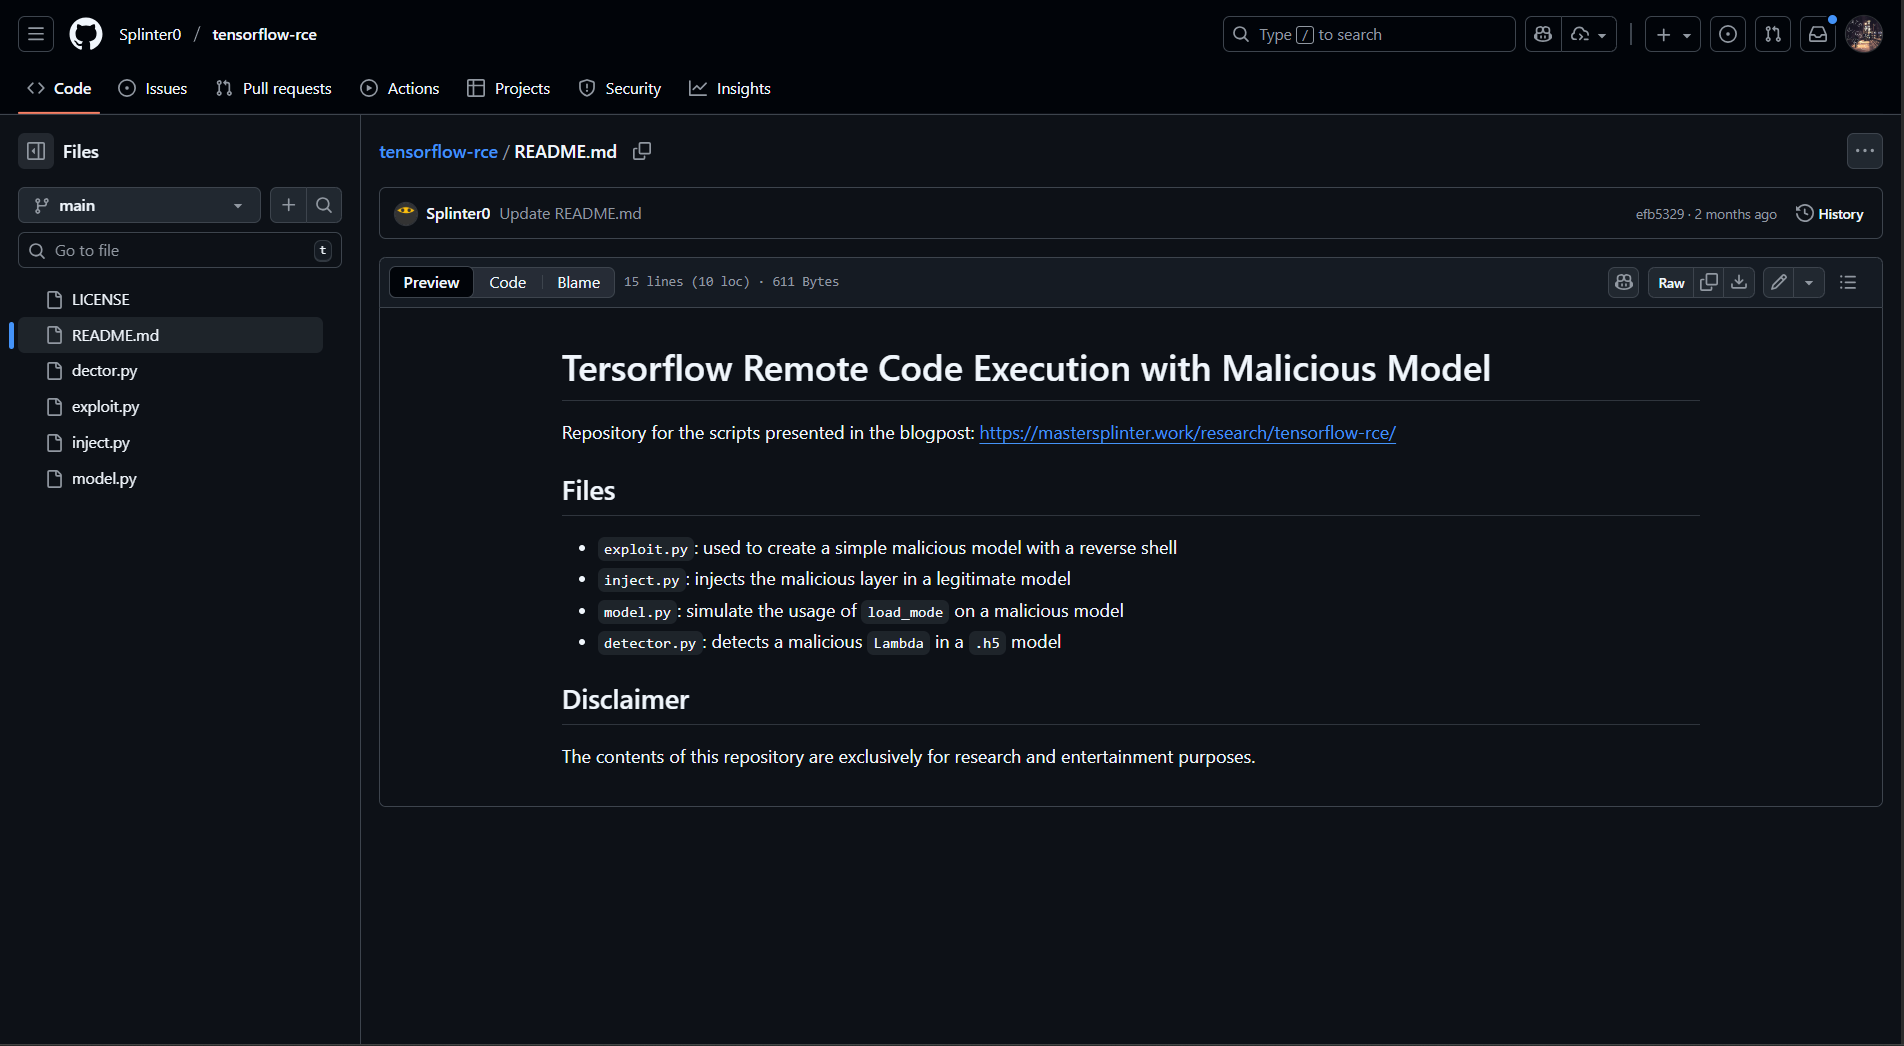 Splinter0 / tensorflow-rce
Type / to search
Code
Issues
Pull requests
Actions
Projects
Security
Insights
Files
main
Go to file
t
LICENSE
README.md
dector.py
exploit.py
inject.py
model.py
tensorflow-rce / README.md
Splinter0 Update README.md
efb5329 · 2 months ago
History
Preview
Code
Blame
15 lines (10 loc) · 611 Bytes
Raw
Tersorflow Remote Code Execution with Malicious Model
Repository for the scripts presented in the blogpost: https://mastersplinter.work/research/tensorflow-rce/
Files
• exploit.py: used to create a simple malicious model with a reverse shell
• inject.py: injects the malicious layer in a legitimate model
• model.py: simulate the usage of load_mode on a malicious model
• detector.py: detects a malicious Lambda in a .h5 model
Disclaimer
The contents of this repository are exclusively for research and entertainment purposes.